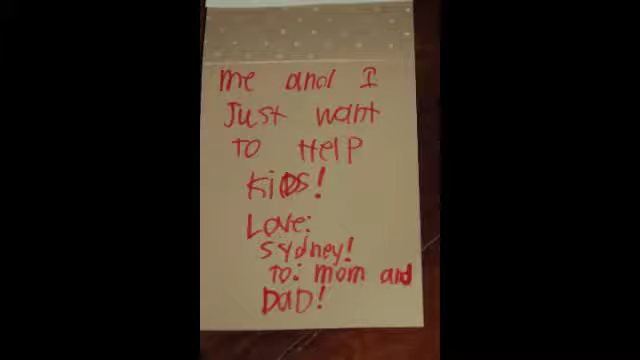 me and I
Just want
TO HelP
KiDS!
Love:
Sydney!
To: mom and
DAD!